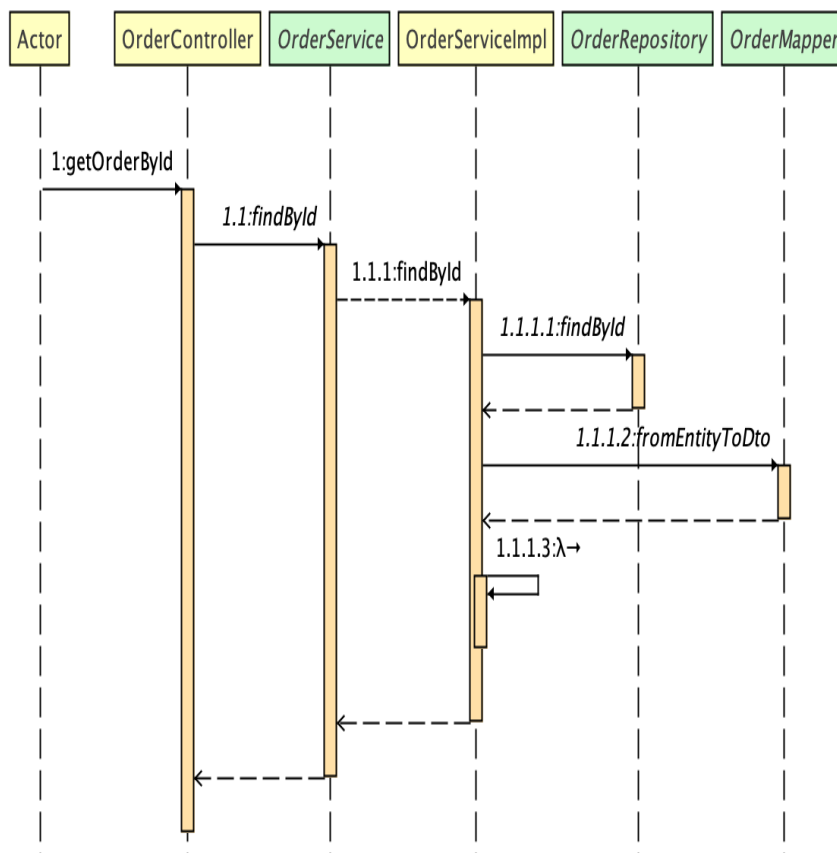 Actor
OrderController
OrderService
OrderServiceImpl
OrderRepository
OrderMapper
1:getOrderById
1.1:findById
1.1.1:findById
1.1.1.1:findById
1.1.1.2:fromEntityToDto
1.1.1.3:λ→